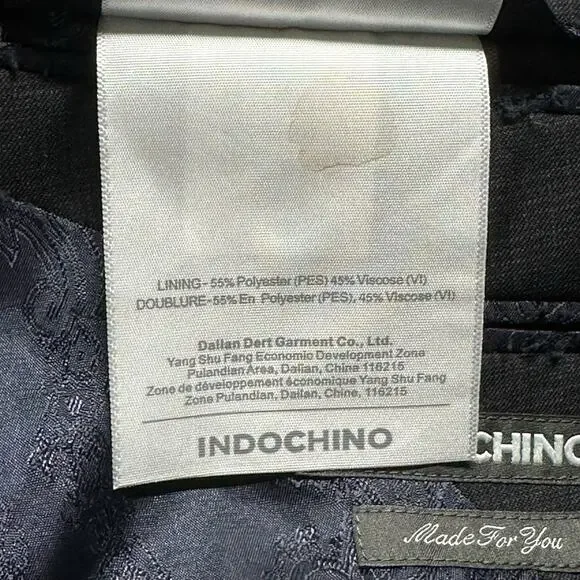 LINING - 55% Polyester (PES) 45% Viscose (VI)
DOUBLURE - 55% En Polyester (PES), 45% Viscose (VI)
Dalian Dert Garment Co., Ltd.
Yang Shu Fang Economic Development Zone
Pulandian Area, Dalian, China 116215
Zone de développement économique Yang Shu Fang
Zone Pulandian, Dalian, China, 116215
INDOCHINO
CHINO
Made For You